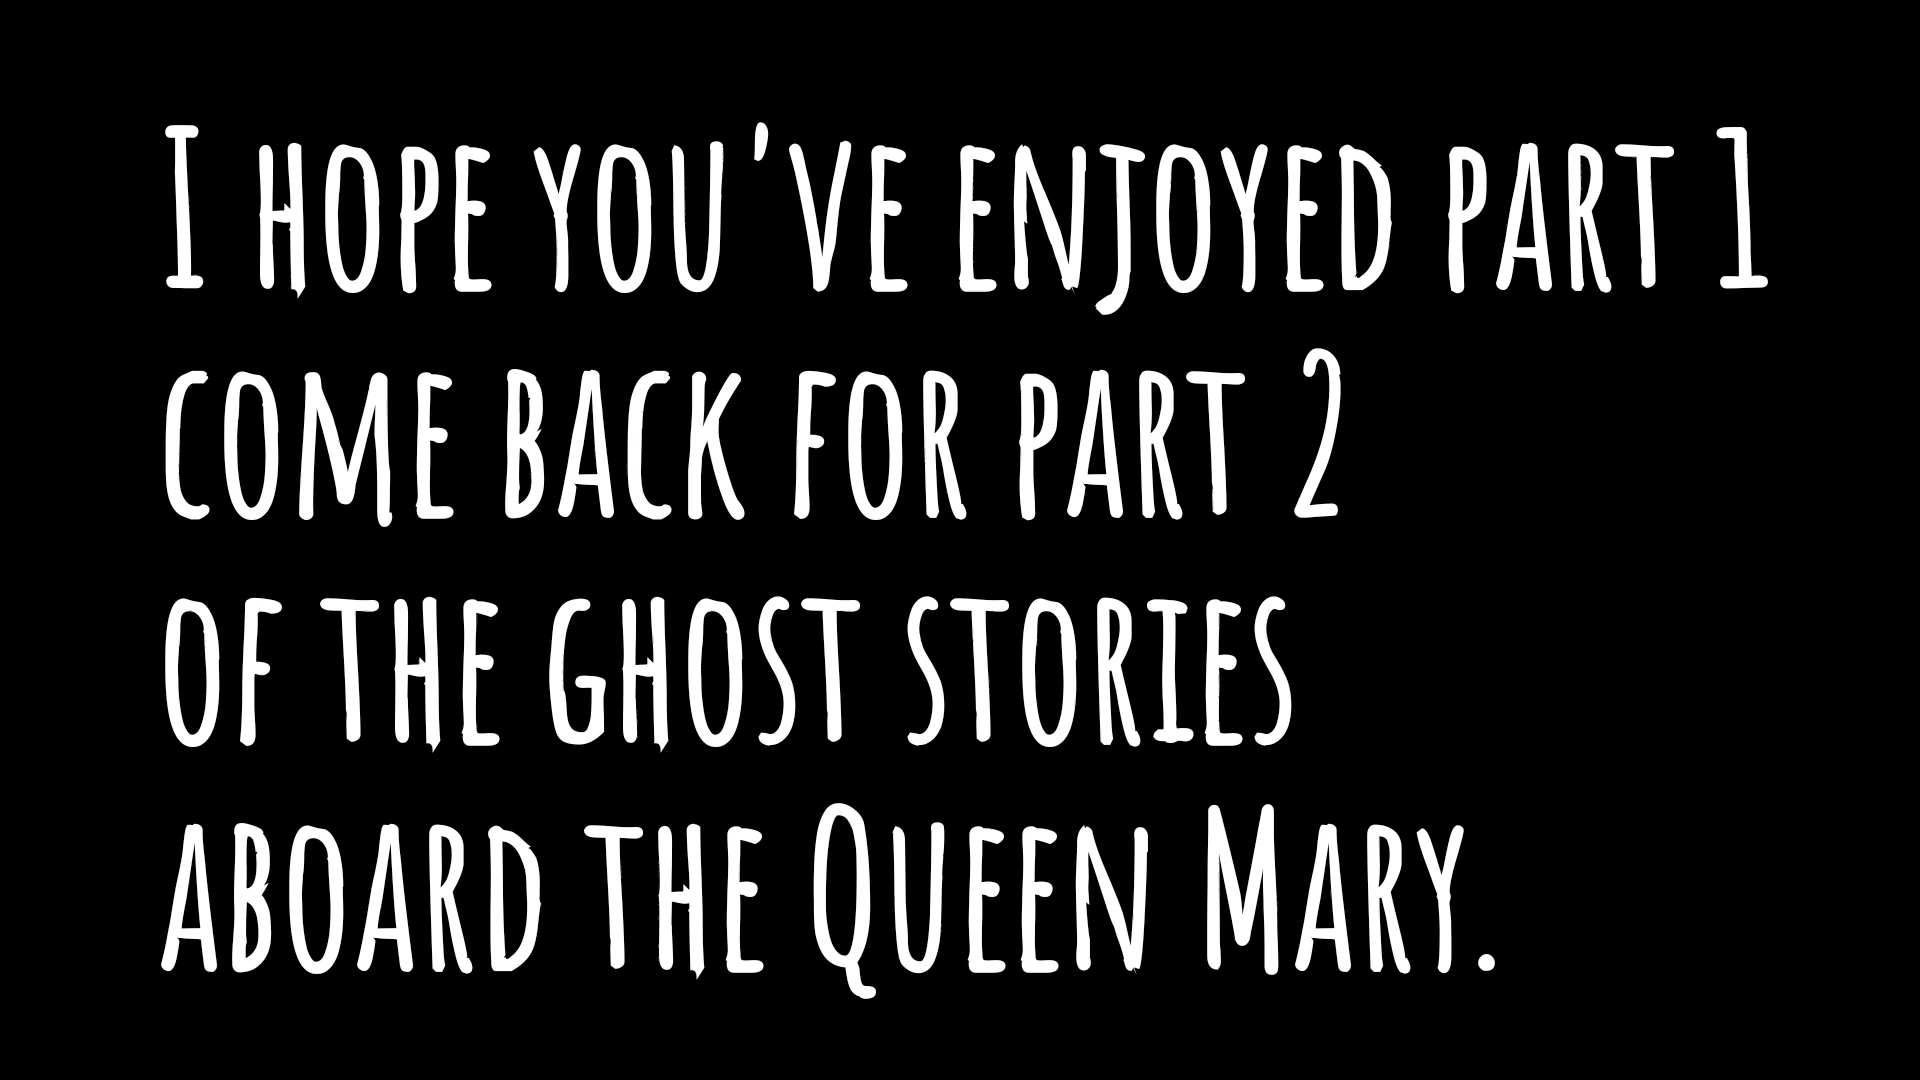 I hope you've enjoyed part 1
come back for part 2
of the ghost stories
aboard the Queen Mary.